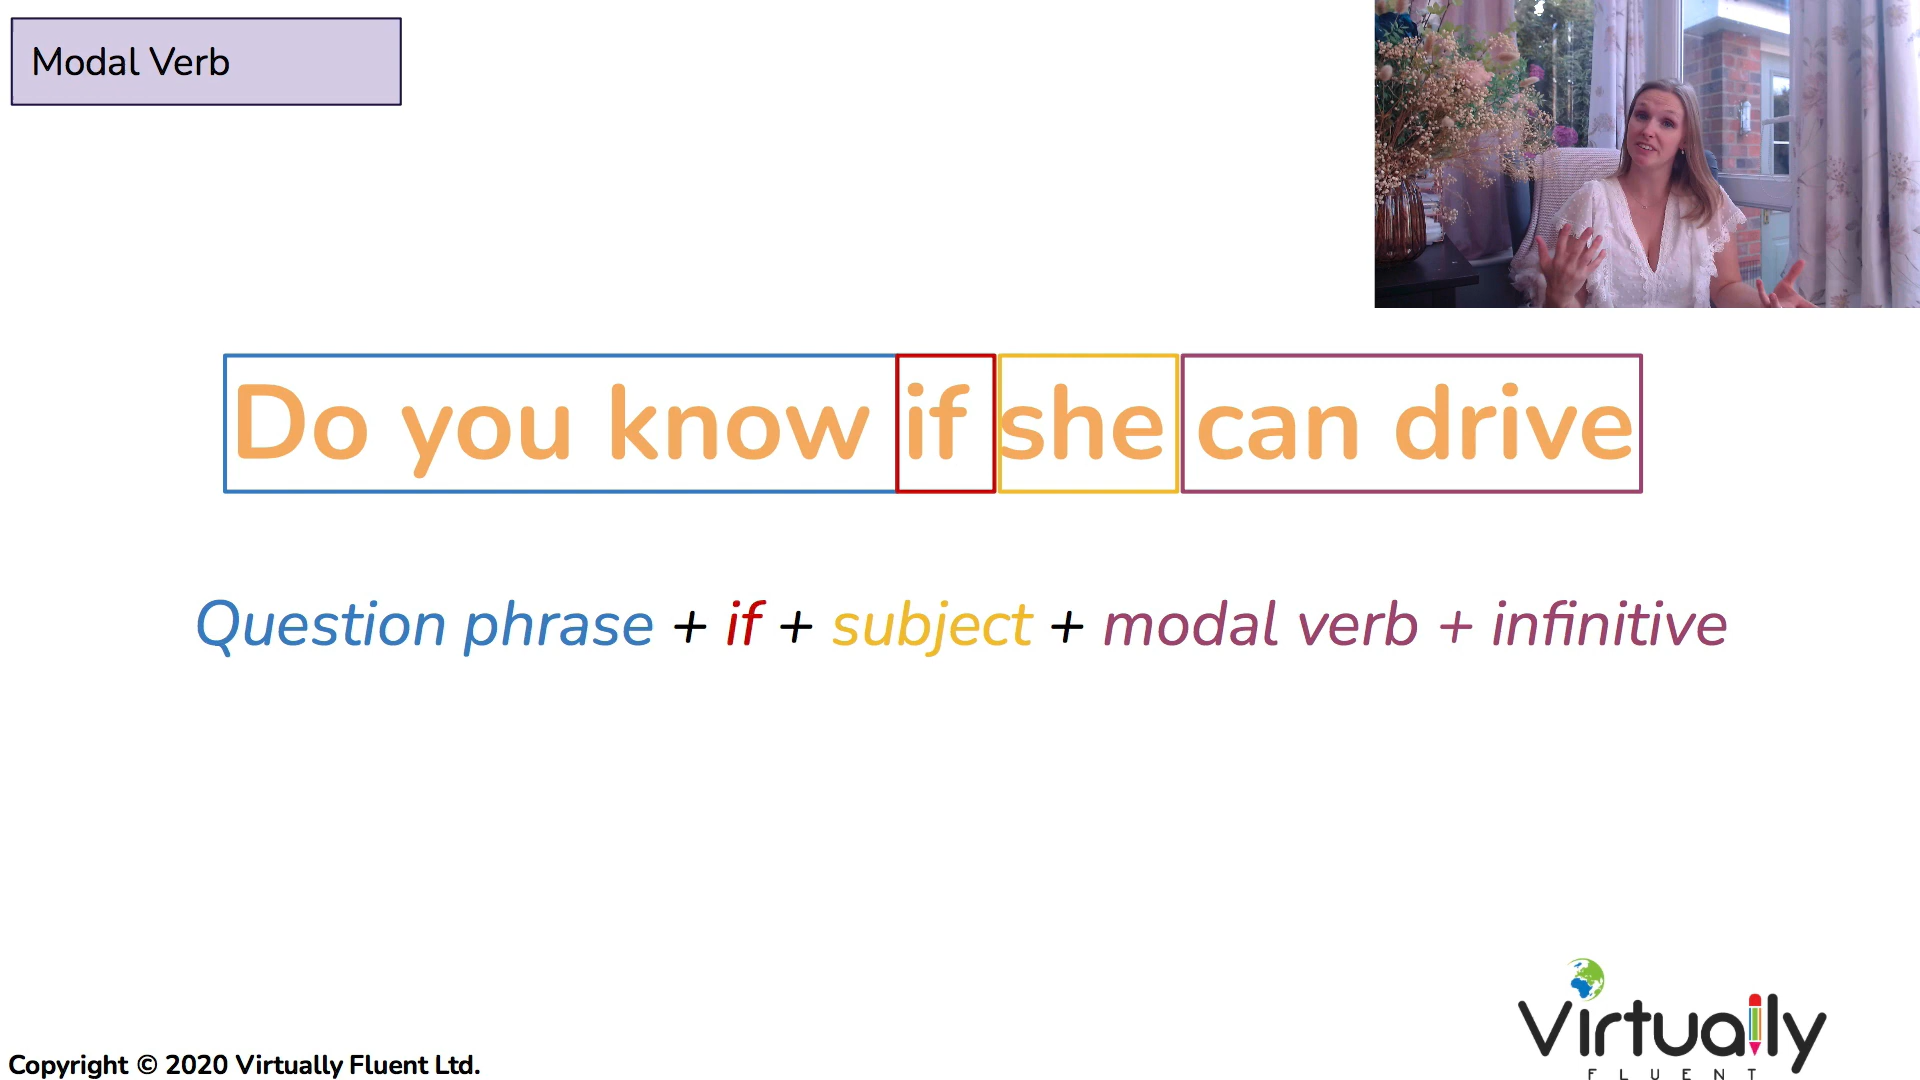 Modal Verb
Do you know if she can drive
Question phrase + if + subject + modal verb + infinitive
Virtually
FLUENT
Copyright © 2020 Virtually Fluent Ltd.